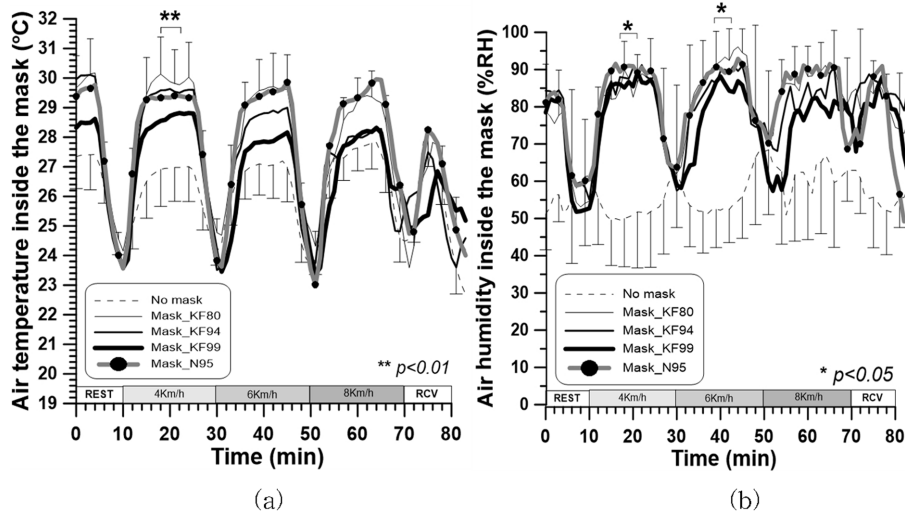 Air temperature inside the mask (ºC)
32
31
30
29
28
27
26
25
24
23
22
21
20
19
**
No mask
Mask_KF80
Mask_KF94
Mask_KF99
Mask_N95
** p<0.01
REST 4Km/h 6Km/h 8Km/h RCV
0 10 20 30 40 50 60 70 80
Time (min)
(a)
Air humidity inside the mask (%RH)
100
90
80
70
60
50
40
30
20
10
0
*
*
No mask
Mask_KF80
Mask_KF94
Mask_KF99
Mask_N95
* p<0.05
REST 4Km/h 6Km/h 8Km/h RCV
0 10 20 30 40 50 60 70 80
Time (min)
(b)